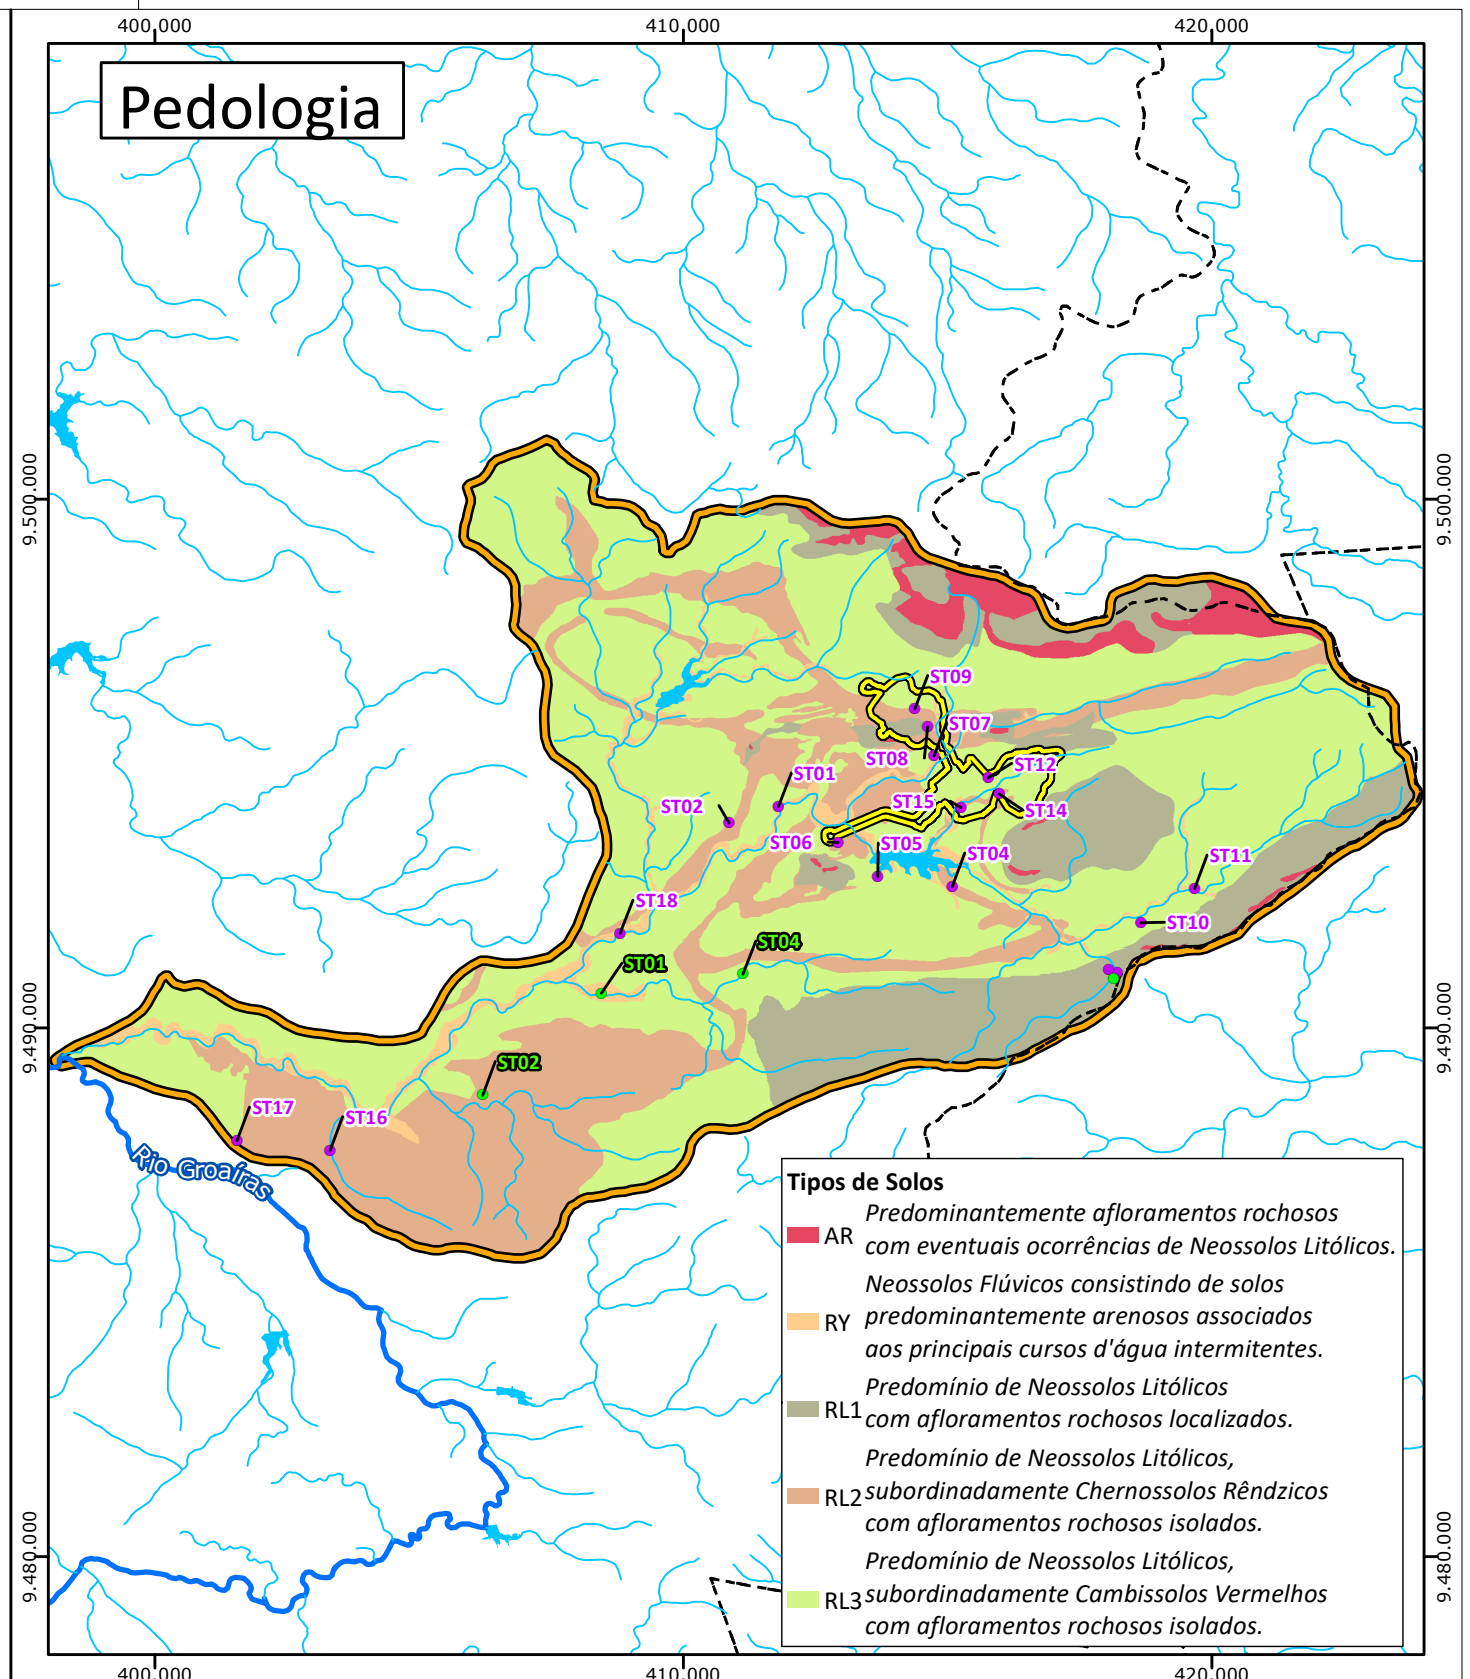 400.000
410.000
420.000
Pedologia
9.500.000
9.500.000
ST09
ST07
ST08
ST12
ST01
ST02
ST15
ST14
ST06
ST05
ST04
ST11
ST18
ST10
ST04
ST01
9.490.000
9.490.000
ST02
ST17
ST16
Rio Groaíras
Tipos de Solos
Predominantemente afloramentos rochosos
AR com eventuais ocorrências de Neossolos Litólicos.
Neossolos Flúvicos consistindo de solos
RY predominantemente arenosos associados
aos principais cursos d'água intermitentes.
Predomínio de Neossolos Litólicos
RL1 com afloramentos rochosos localizados.
Predomínio de Neossolos Litólicos,
RL2 subordinadamente Chernossolos Rêndzicos
com afloramentos rochosos isolados.
Predomínio de Neossolos Litólicos,
RL3 subordinadamente Cambissolos Vermelhos
com afloramentos rochosos isolados.
9.480.000
9.480.000
400.000
410.000
420.000